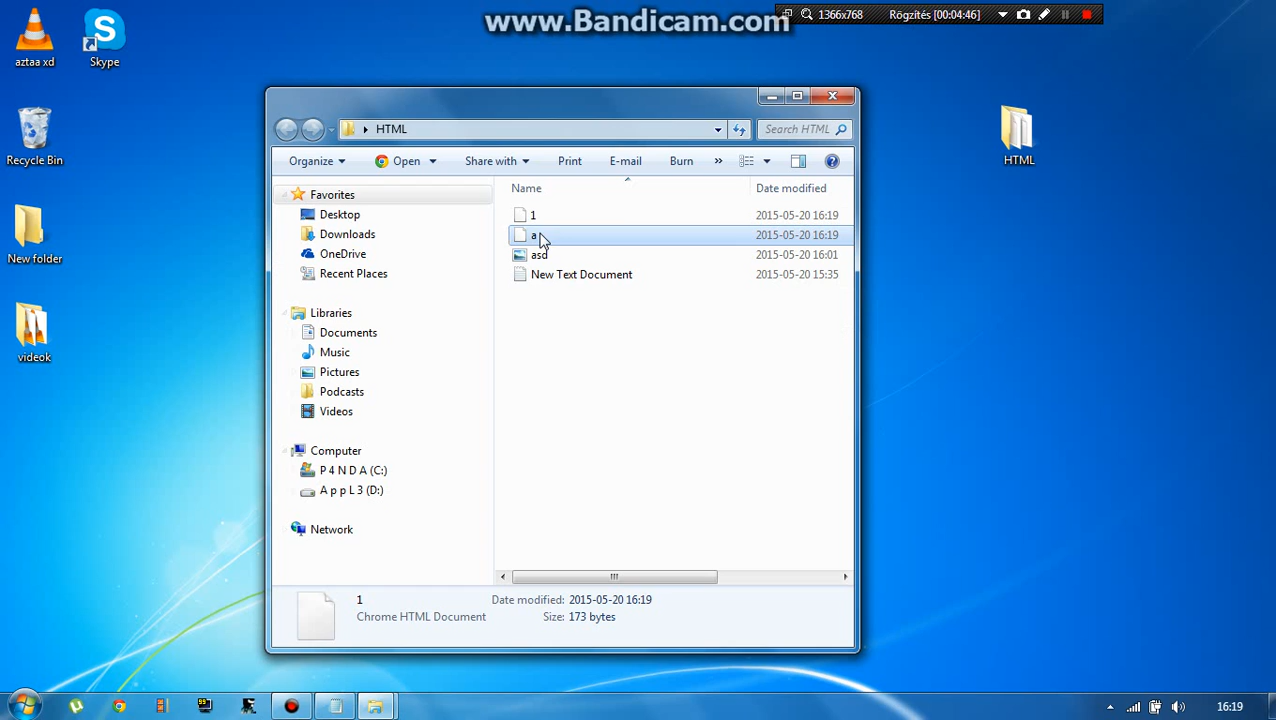 www.Bandicam.com
1366x768 Rögzítés [00:04:46]
aztaa xd
Skype
Recycle Bin
New folder
videok
HTML
HTML
Search HTML
Organize Open Share with Print E-mail Burn »
Name Date modified
1 2015-05-20 16:19
a 2015-05-20 16:19
asd 2015-05-20 16:01
New Text Document 2015-05-20 15:35
Favorites
Desktop
Downloads
OneDrive
Recent Places
Libraries
Documents
Music
Pictures
Podcasts
Videos
Computer
P 4 N D A (C:)
A p p L 3 (D:)
Network
1 Date modified: 2015-05-20 16:19
Chrome HTML Document Size: 173 bytes
16:19